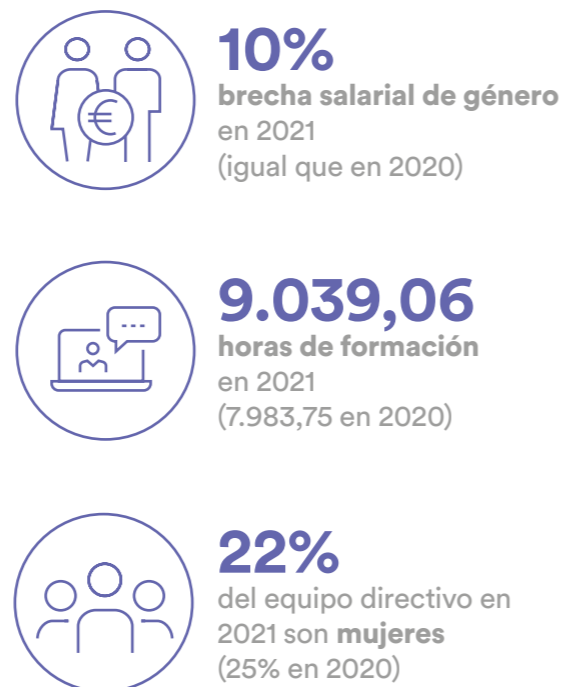 10%
brecha salarial de género
en 2021
(igual que en 2020)
€
9.039,06
horas de formación
en 2021
(7.983,75 en 2020)
22%
del equipo directivo en
2021 son mujeres
(25% en 2020)